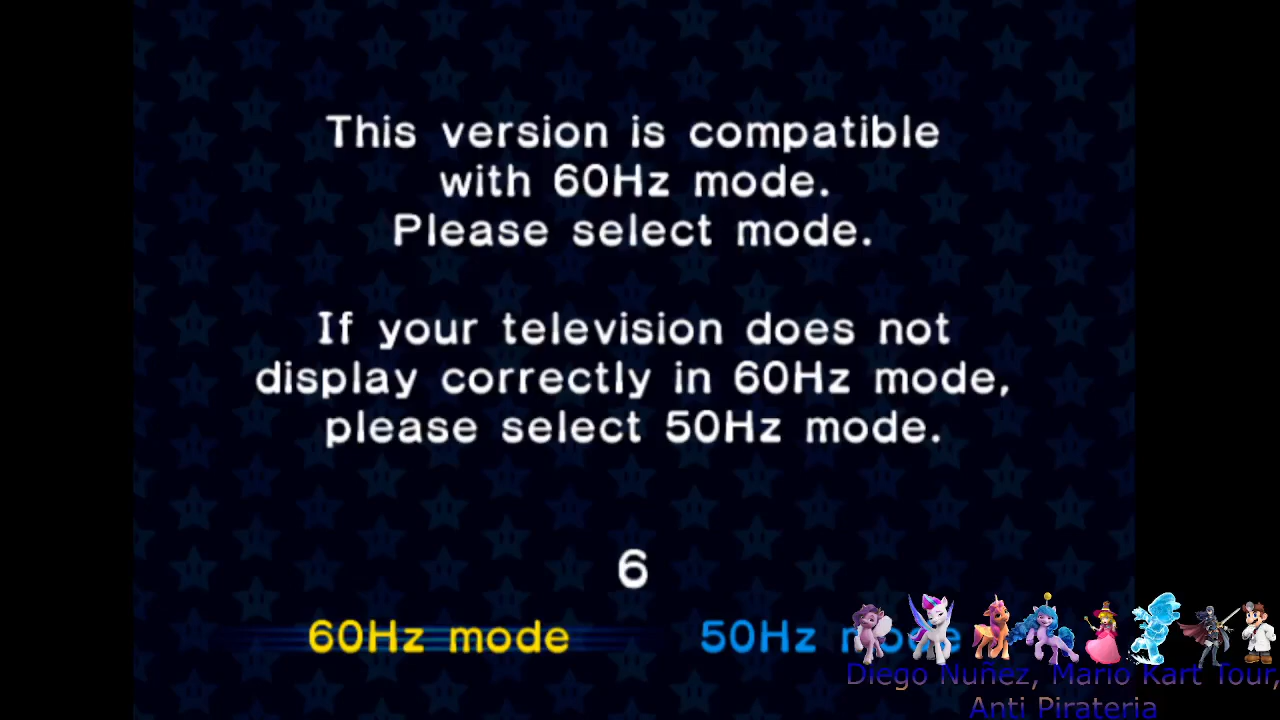 This version is compatible
with 60Hz mode.
Please select mode.
If your television does not
display correctly in 60Hz mode,
please select 50Hz mode.
6
60Hz mode
50Hz mode
Diego Nuñez, Mario Kart Tour,
Anti Pirateria